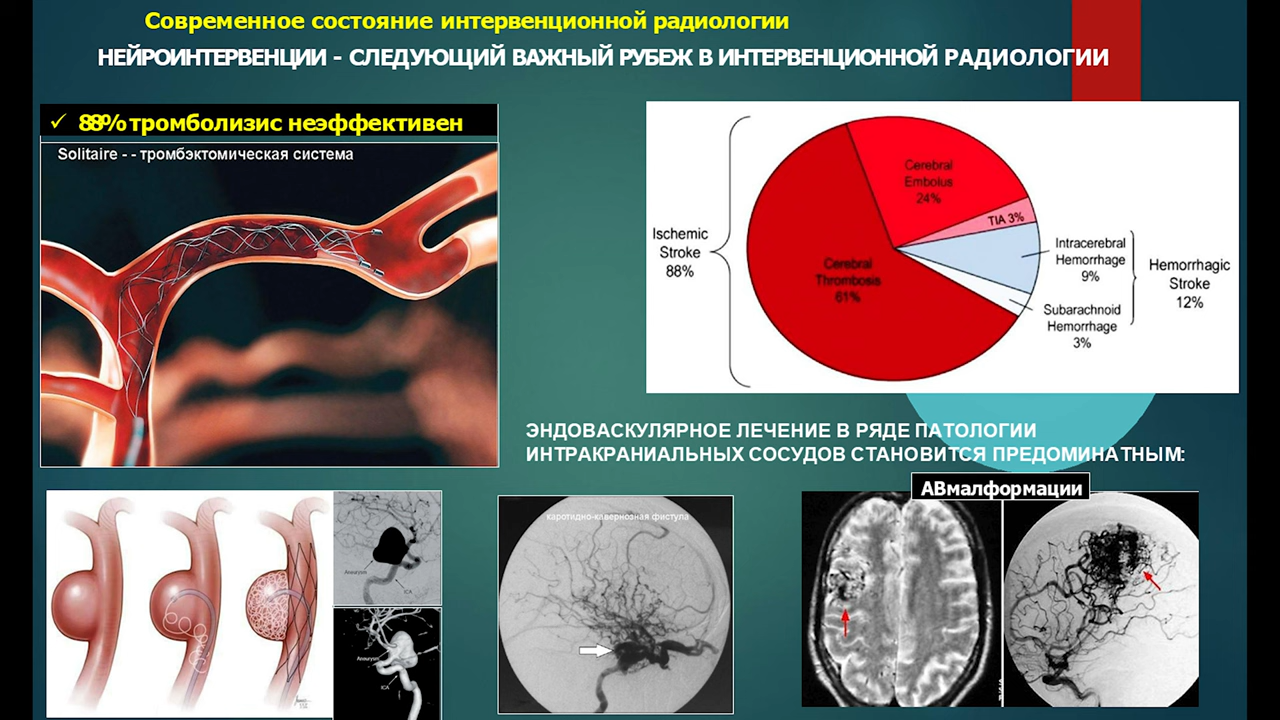 Современное состояние интервенционной радиологии
НЕЙРОИНТЕРВЕНЦИИ - СЛЕДУЮЩИЙ ВАЖНЫЙ РУБЕЖ В ИНТЕРВЕНЦИОННОЙ РАДИОЛОГИИ
✓ 88% тромболизис неэффективен
Solitaire - - тромбэктомическая система
Ischemic
Stroke
88%
Cerebral
Embolus
24%
TIA 3%
Cerebral
Thrombosis
61%
Intracerebral
Hemorrhage
9%
Subarachnoid
Hemorrhage
3%
Hemorrhagic
Stroke
12%
ЭНДОВАСКУЛЯРНОЕ ЛЕЧЕНИЕ В РЯДЕ ПАТОЛОГИИ
ИНТРАКРАНИАЛЬНЫХ СОСУДОВ СТАНОВИТСЯ ПРЕДОМИНАТНЫМ:
Aneurysm
ICA
Aneurysm
ICA
каротидно-кавернозная фистула
АВмалформации